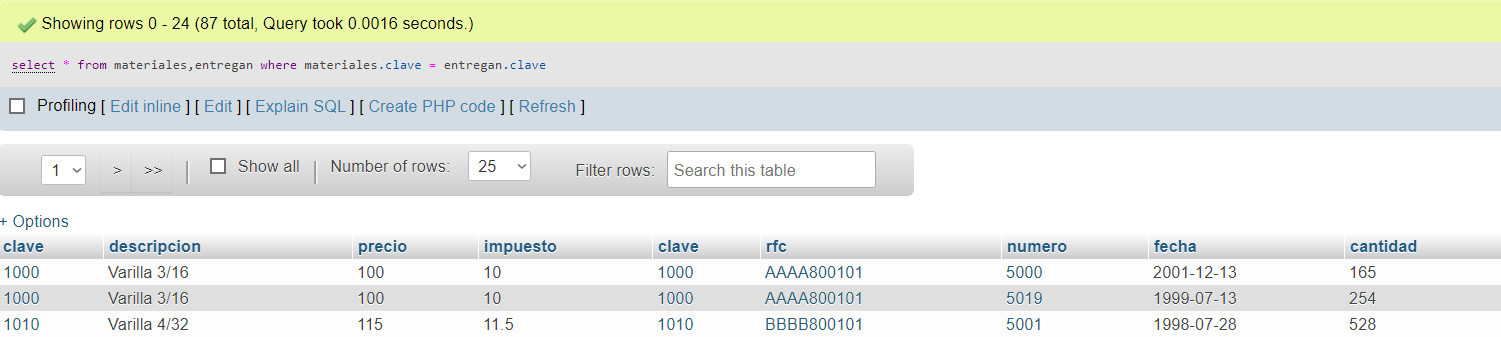 Showing rows 0 - 24 (87 total, Query took 0.0016 seconds.)
select * from materiales,entregan where materiales.clave = entregan.clave
Profiling [ Edit inline ] [ Edit ] [ Explain SQL ] [ Create PHP code ] [ Refresh ]
1 > >> | Show all | Number of rows: 25 Filter rows: Search this table
+ Options
clave descripcion precio impuesto clave rfc numero fecha cantidad
1000 Varilla 3/16 100 10 1000 AAAA800101 5000 2001-12-13 165
1000 Varilla 3/16 100 10 1000 AAAA800101 5019 1999-07-13 254
1010 Varilla 4/32 115 11.5 1010 BBBB800101 5001 1998-07-28 528